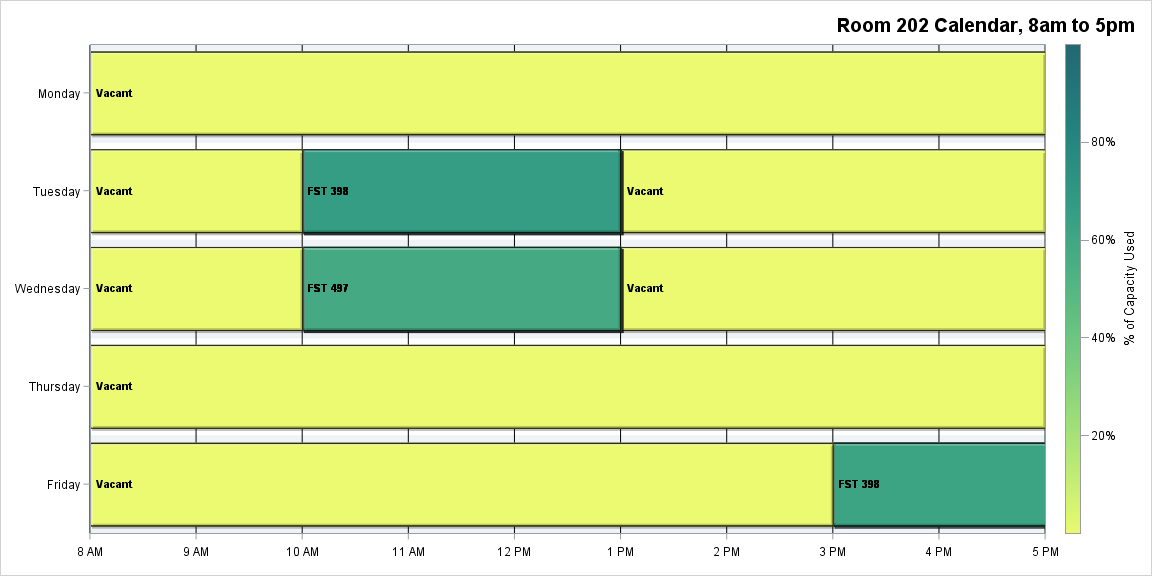 Room 202 Calendar, 8am to 5pm
Monday
Vacant
Tuesday
Vacant
FST 398
Vacant
Wednesday
Vacant
FST 497
Vacant
Thursday
Vacant
Friday
Vacant
FST 398
8 AM
9 AM
10 AM
11 AM
12 PM
1 PM
2 PM
3 PM
4 PM
5 PM
80%
60%
40%
20%
% of Capacity Used